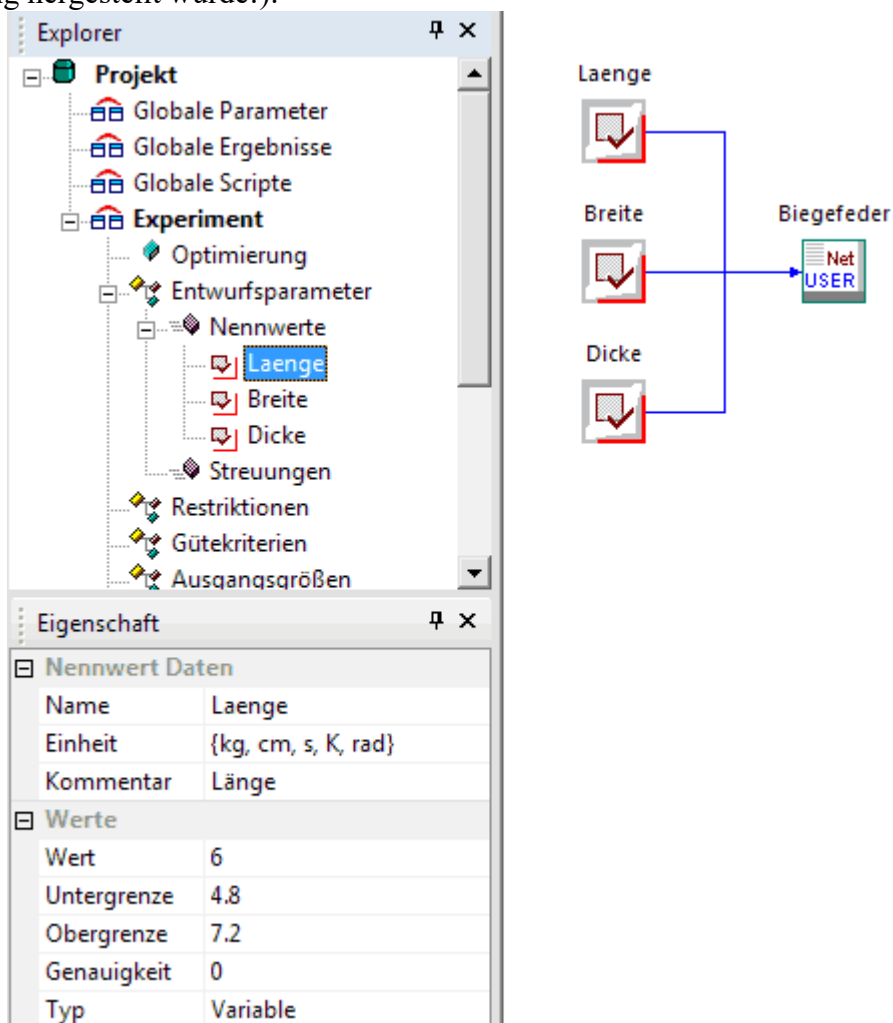 g hergestellt wurde.).
Explorer
Projekt
Globale Parameter
Globale Ergebnisse
Globale Scripte
Experiment
Optimierung
Entwurfsparameter
Nennwerte
Laenge
Breite
Dicke
Streuungen
Restriktionen
Gütekriterien
Ausgangsgrößen
Eigenschaft
Nennwert Daten
Name Laenge
Einheit {kg, cm, s, K, rad}
Kommentar Länge
Werte
Wert 6
Untergrenze 4.8
Obergrenze 7.2
Genauigkeit 0
Typ Variable
Laenge
Breite
Biegefeder
Net
USER
Dicke